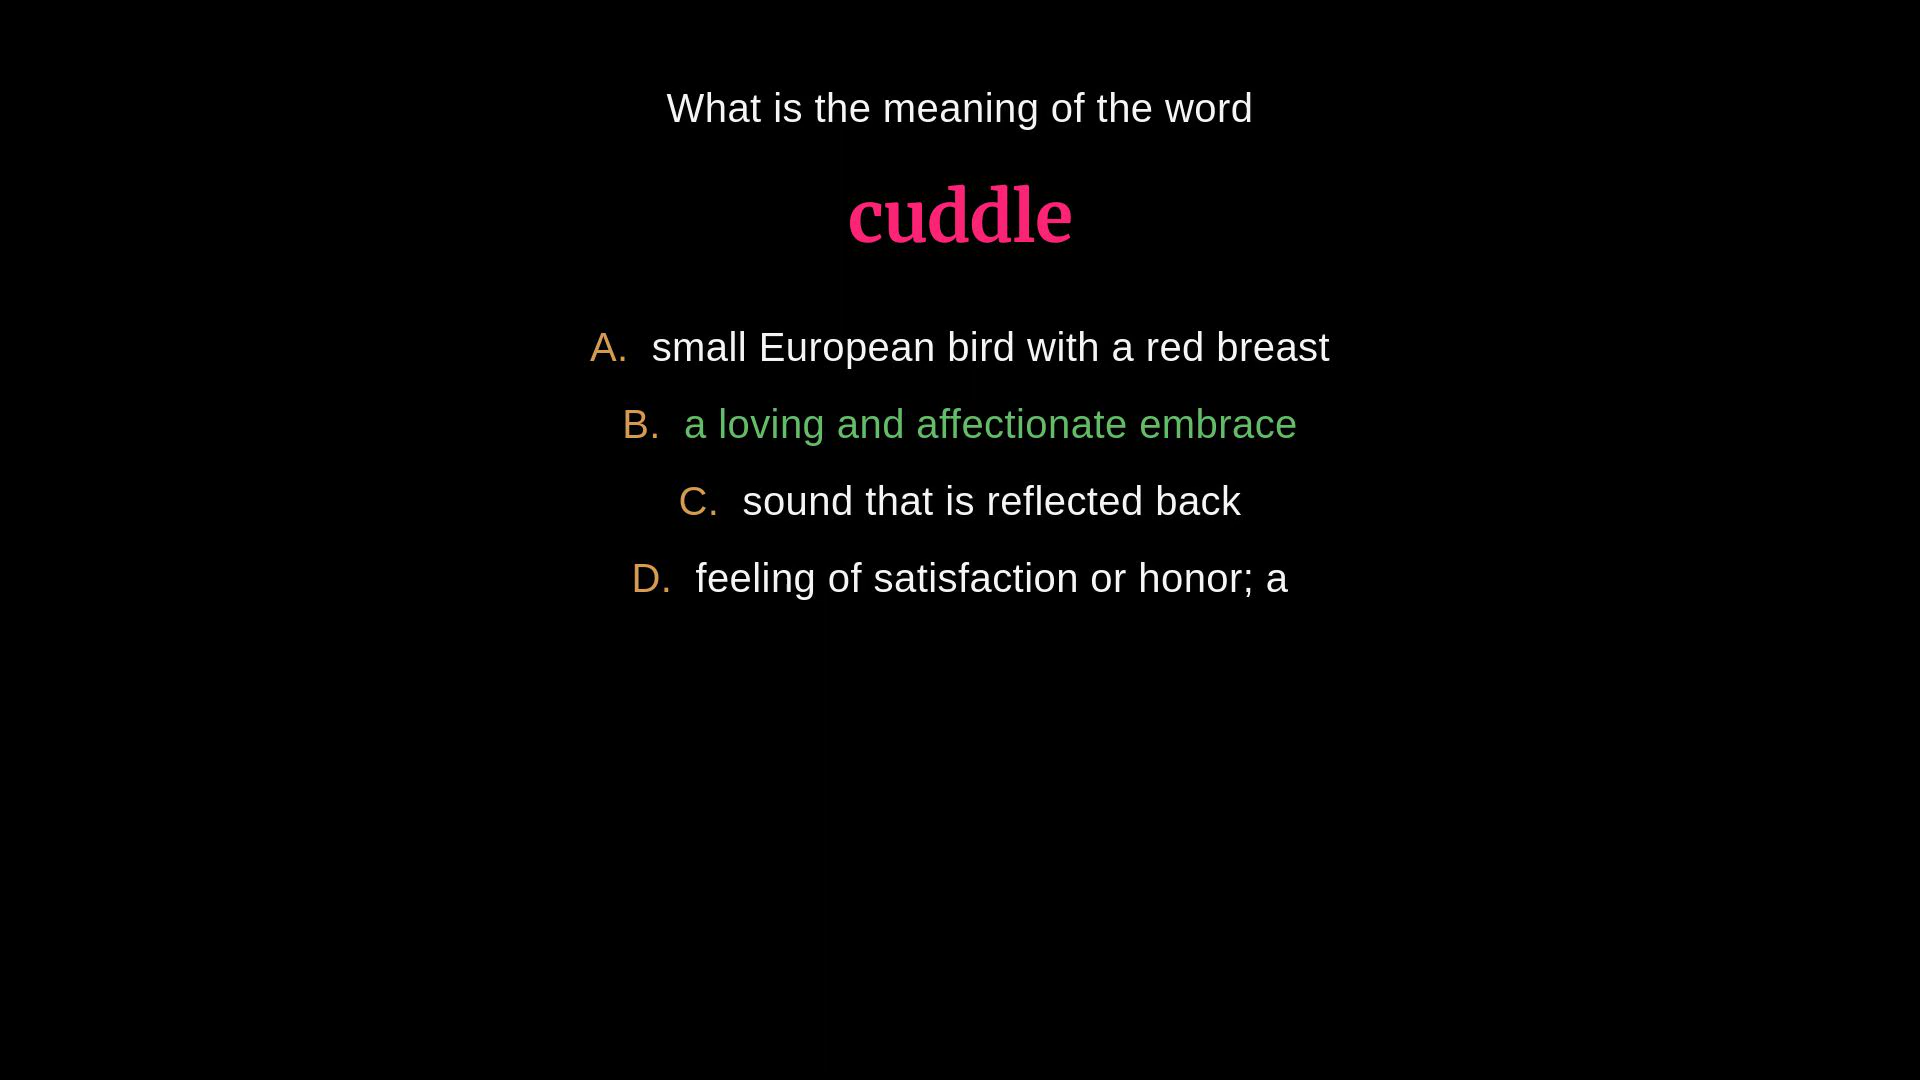 What is the meaning of the word
cuddle
A. small European bird with a red breast
B. a loving and affectionate embrace
C. sound that is reflected back
D. feeling of satisfaction or honor; a